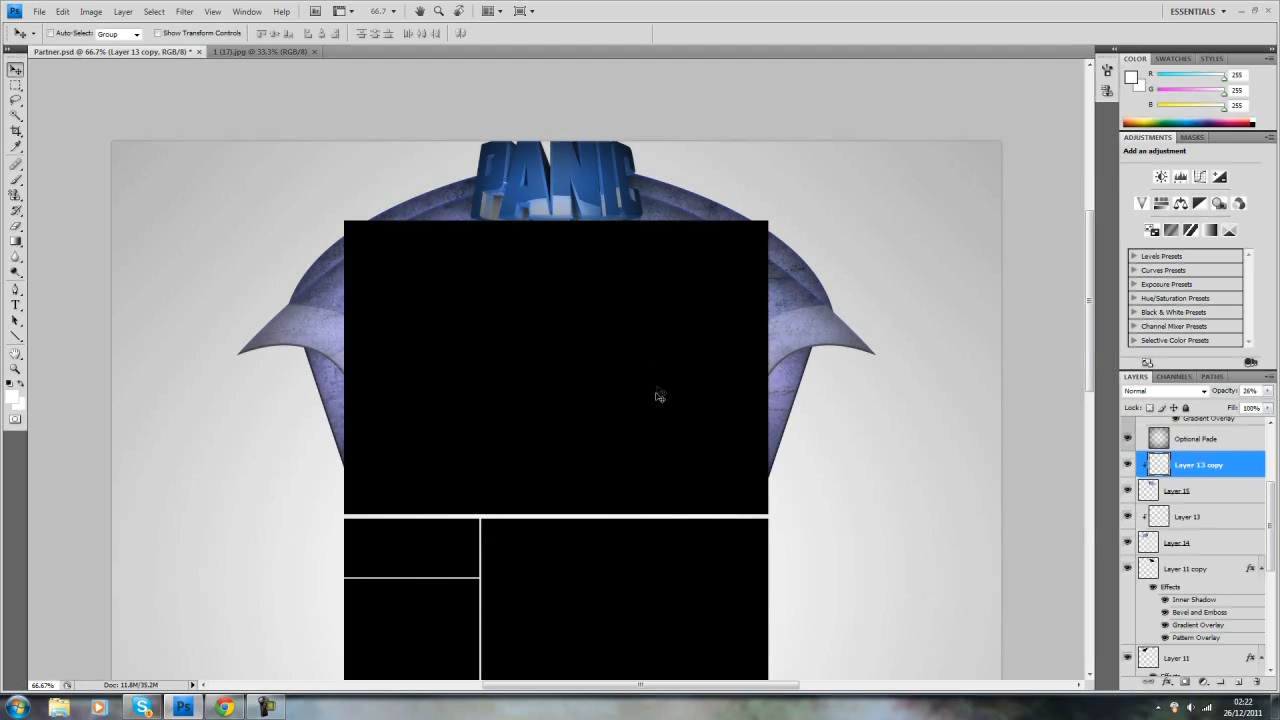 Ps File Edit Image Layer Select Filter View Window Help 66.7 ESSENTIALS
Auto-Select: Group Show Transform Controls
Partner.psd @ 66.7% (Layer 13 copy, RGB/8) * 1 (17).jpg @ 33.3% (RGB/8)
COLOR SWATCHES STYLES
R 255
G 255
B 255
ADJUSTMENTS MASKS
Add an adjustment
Levels Presets
Curves Presets
Exposure Presets
Hue/Saturation Presets
Black & White Presets
Channel Mixer Presets
Selective Color Presets
LAYERS CHANNELS PATHS
Normal Opacity: 26%
Lock: Fill: 100%
Gradient Overlay
Optional Fade
Layer 13 copy
Layer 15
Layer 13
Layer 14
Layer 11 copy fx
Effects
Inner Shadow
Bevel and Emboss
Gradient Overlay
Pattern Overlay
Layer 11 fx
66.67% Doc: 11.8M/35.2M
Ps 02:22
26/12/2011